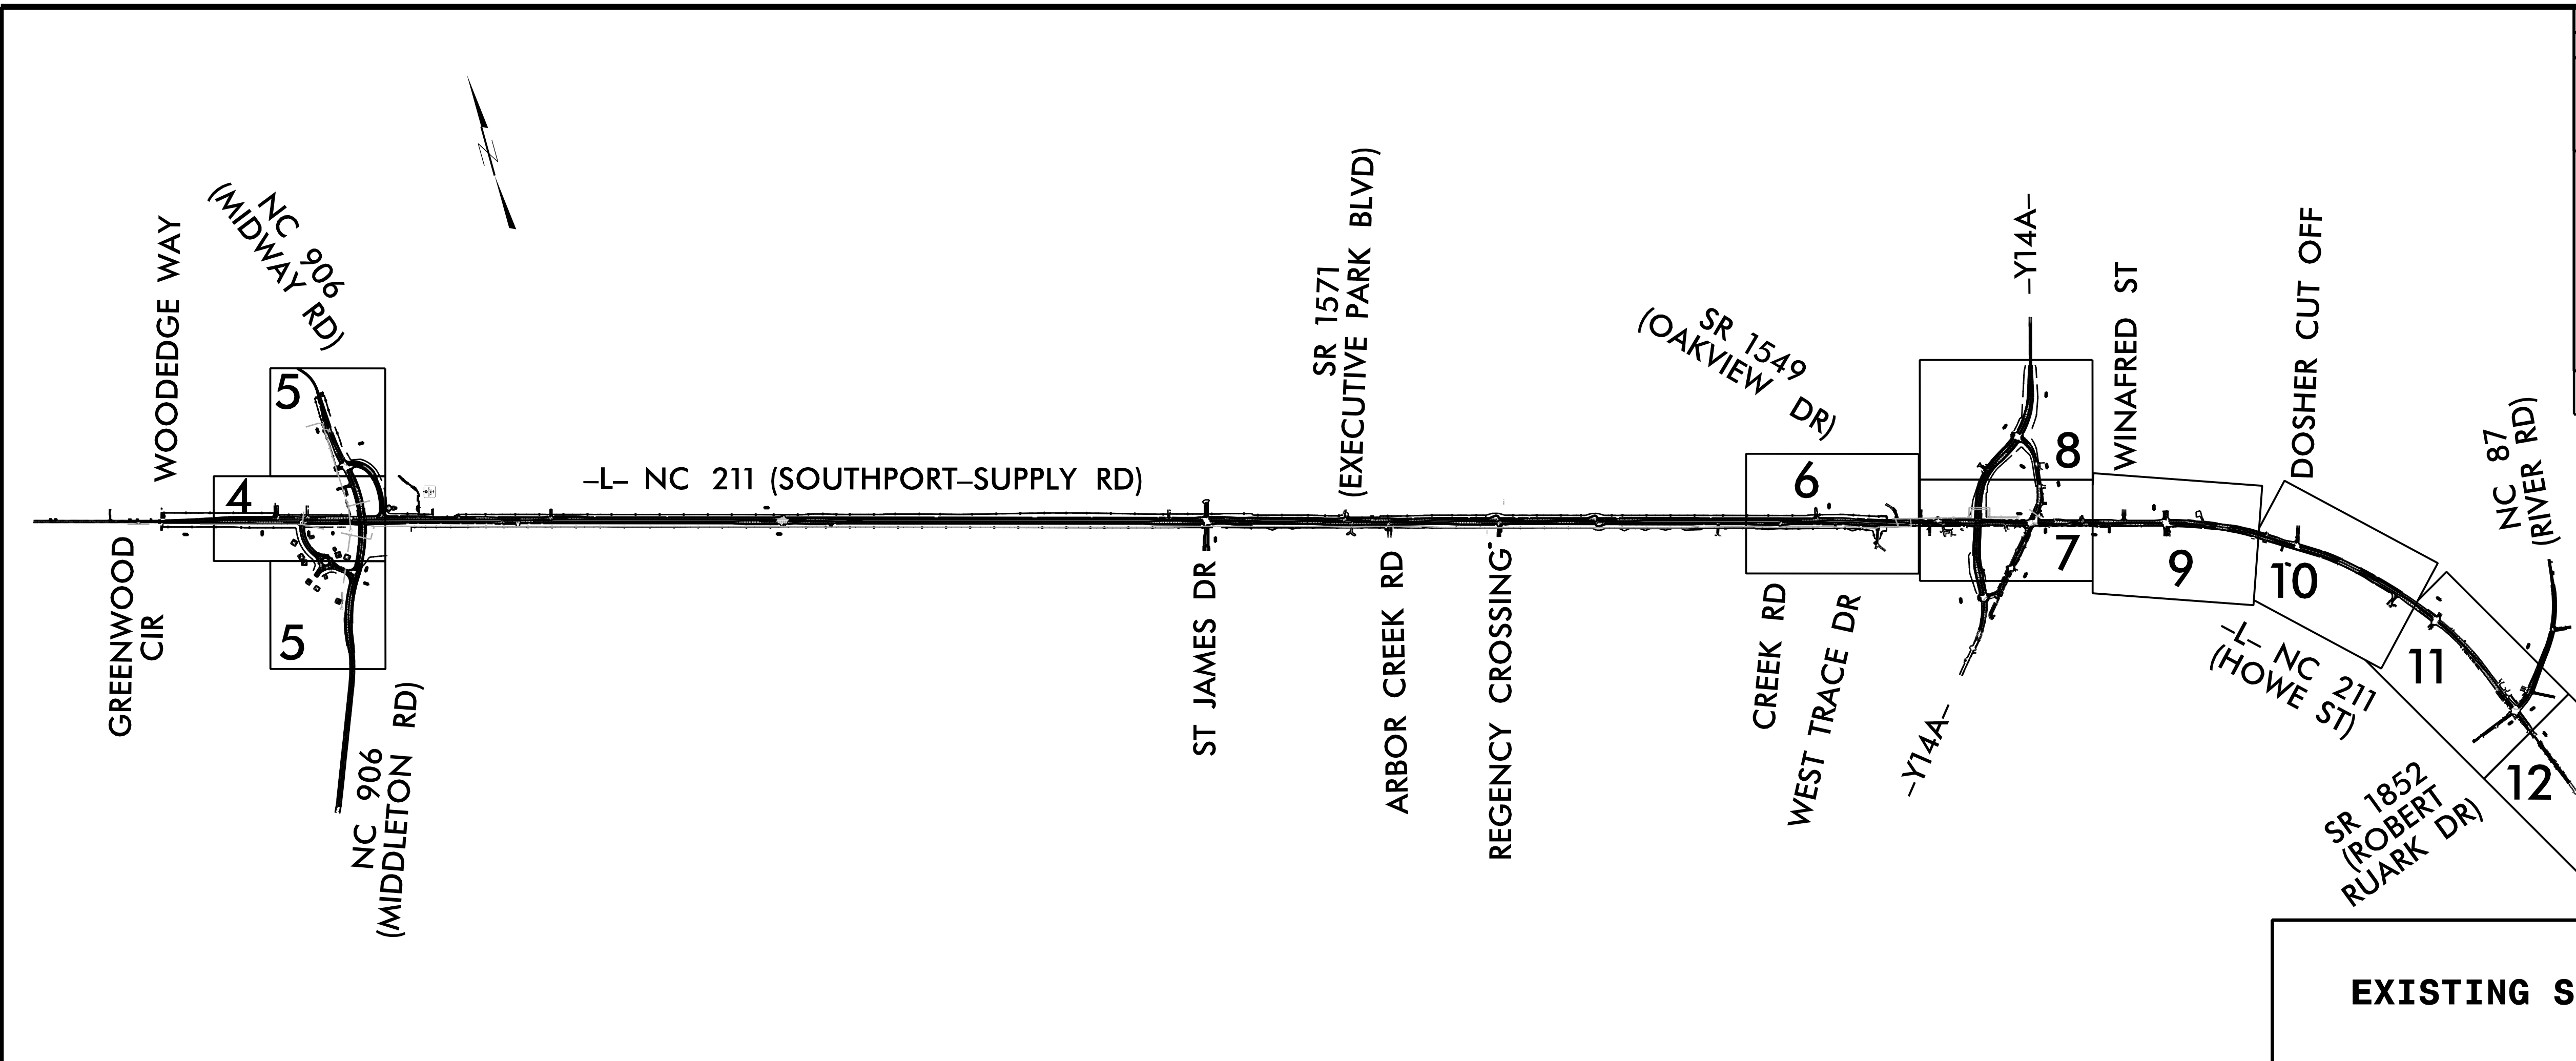 WOODEDGE WAY
NC 906
(MIDWAY RD)
5
4
GREENWOOD
CIR
5
NC 906
(MIDDLETON RD)
N
–L– NC 211 (SOUTHPORT–SUPPLY RD)
ST JAMES DR
SR 1571
(EXECUTIVE PARK BLVD)
ARBOR CREEK RD
REGENCY CROSSING
SR 1549
(OAKVIEW DR)
6
CREEK RD
WEST TRACE DR
–Y14A–
8
7
–Y14A–
WINAFRED ST
9
DOSHER CUT OFF
10
–L– NC 211
(HOWE ST)
11
NC 87
(RIVER RD)
12
SR 1852
(ROBERT
RUARK DR)
EXISTING S